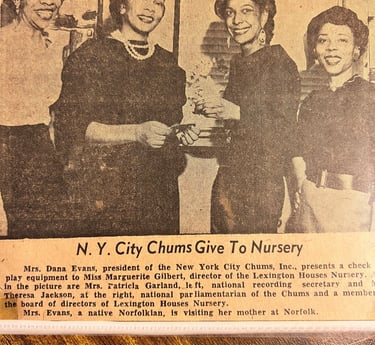 N. Y. City Chums Give To Nursery
Mrs. Dana Evans, president of the New York City Chums, Inc., presents a check
play equipment to Miss Marguerite Gilbert, director of the Lexington Houses Nursery.
in the picture are Mrs. Patricia Garland, left, national recording secretary and M
Theresa Jackson, at the right, national parliamentarian of the Chums and a member
the board of directors of Lexington Houses Nursery.
Mrs. Evans, a native Norfolkian, is visiting her mother at Norfolk.